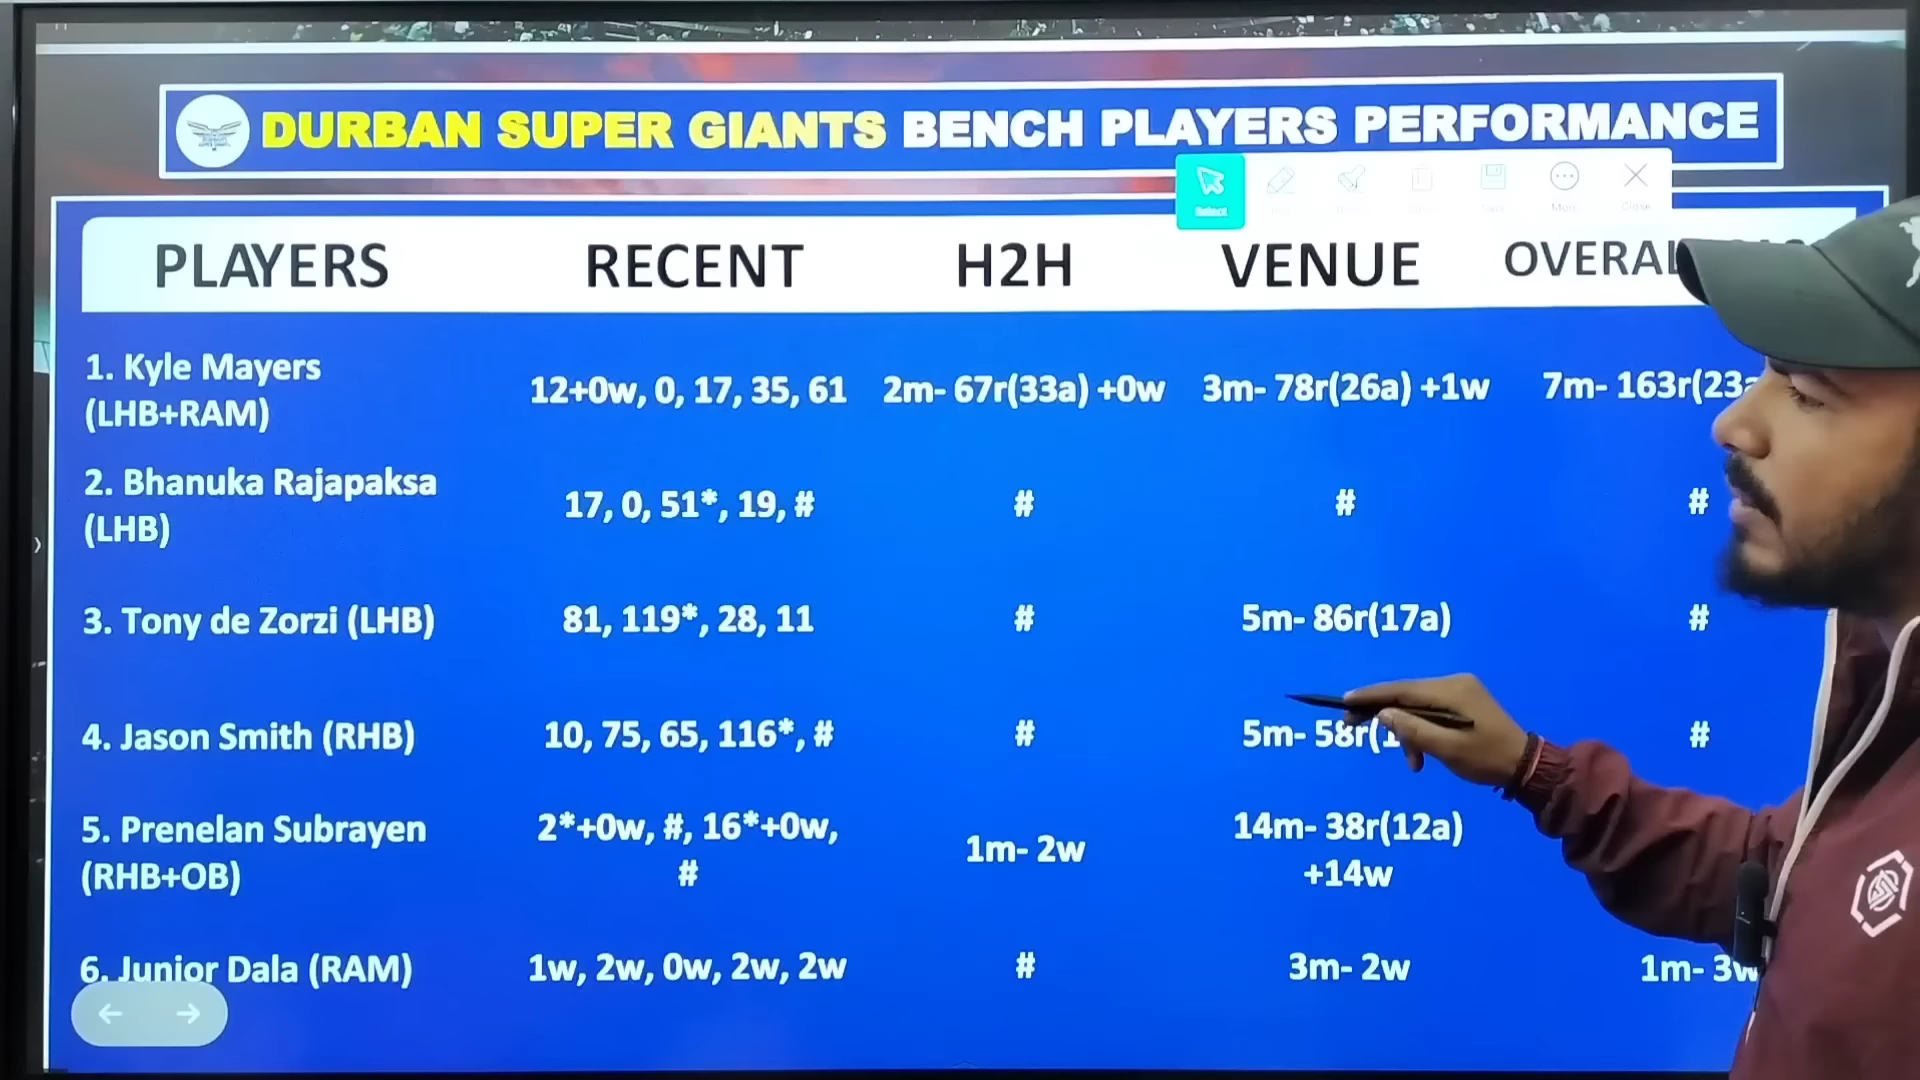 DURBAN SUPER GIANTS BENCH PLAYERS PERFORMANCE
Select
Close
PLAYERS RECENT H2H VENUE
1. Kyle Mayers
(LHB+RAM)
12+0w, 0, 17, 35, 61 2m- 67r(33a) +0w 3m- 78r(26a) +1w 7m- 163r(23a
2. Bhanuka Rajapaksa
(LHB)
17, 0, 51*, 19, # # # #
3. Tony de Zorzi (LHB) 81, 119*, 28, 11 # 5m- 86r(17a) #
4. Jason Smith (RHB) 10, 75, 65, 116*, # # 5m- 58r(1 #
5. Prenelan Subrayen
(RHB+OB)
2*+0w, #, 16*+0w,
#
1m- 2w
14m- 38r(12a)
+14w
6. Junior Dala (RAM) 1w, 2w, 0w, 2w, 2w # 3m- 2w 1m- 3w